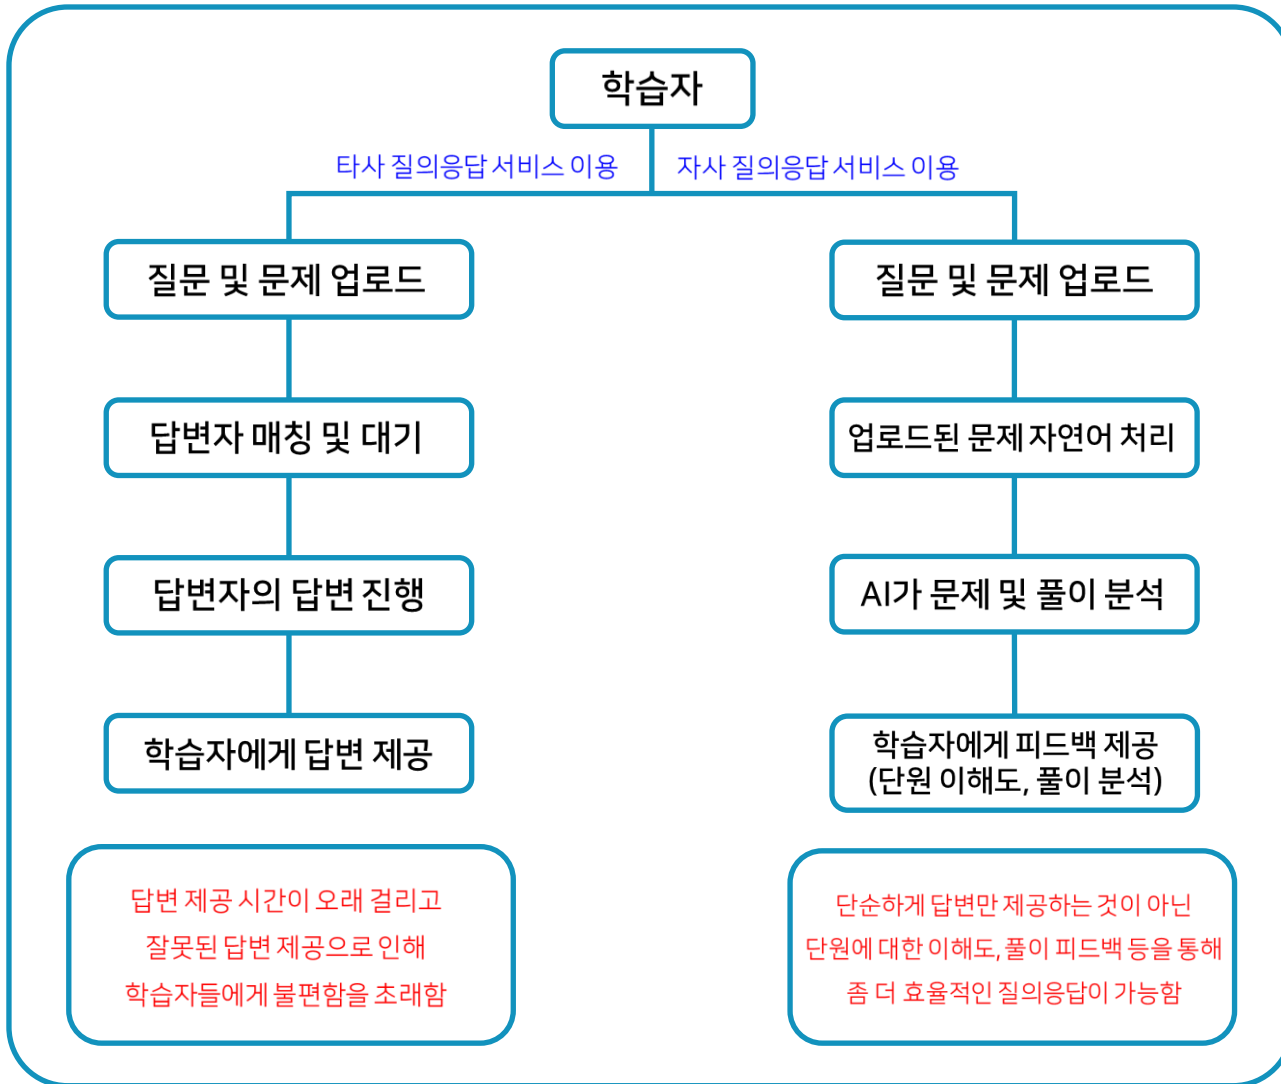 학습자
타사 질의응답 서비스 이용
자사 질의응답 서비스 이용
질문 및 문제 업로드
답변자 매칭 및 대기
답변자의 답변 진행
학습자에게 답변 제공
답변 제공 시간이 오래 걸리고
잘못된 답변 제공으로 인해
학습자들에게 불편함을 초래함
질문 및 문제 업로드
업로드된 문제 자연어 처리
AI가 문제 및 풀이 분석
학습자에게 피드백 제공
(단원 이해도, 풀이 분석)
단순하게 답변만 제공하는 것이 아닌
단원에 대한 이해도, 풀이 피드백 등을 통해
좀 더 효율적인 질의응답이 가능함